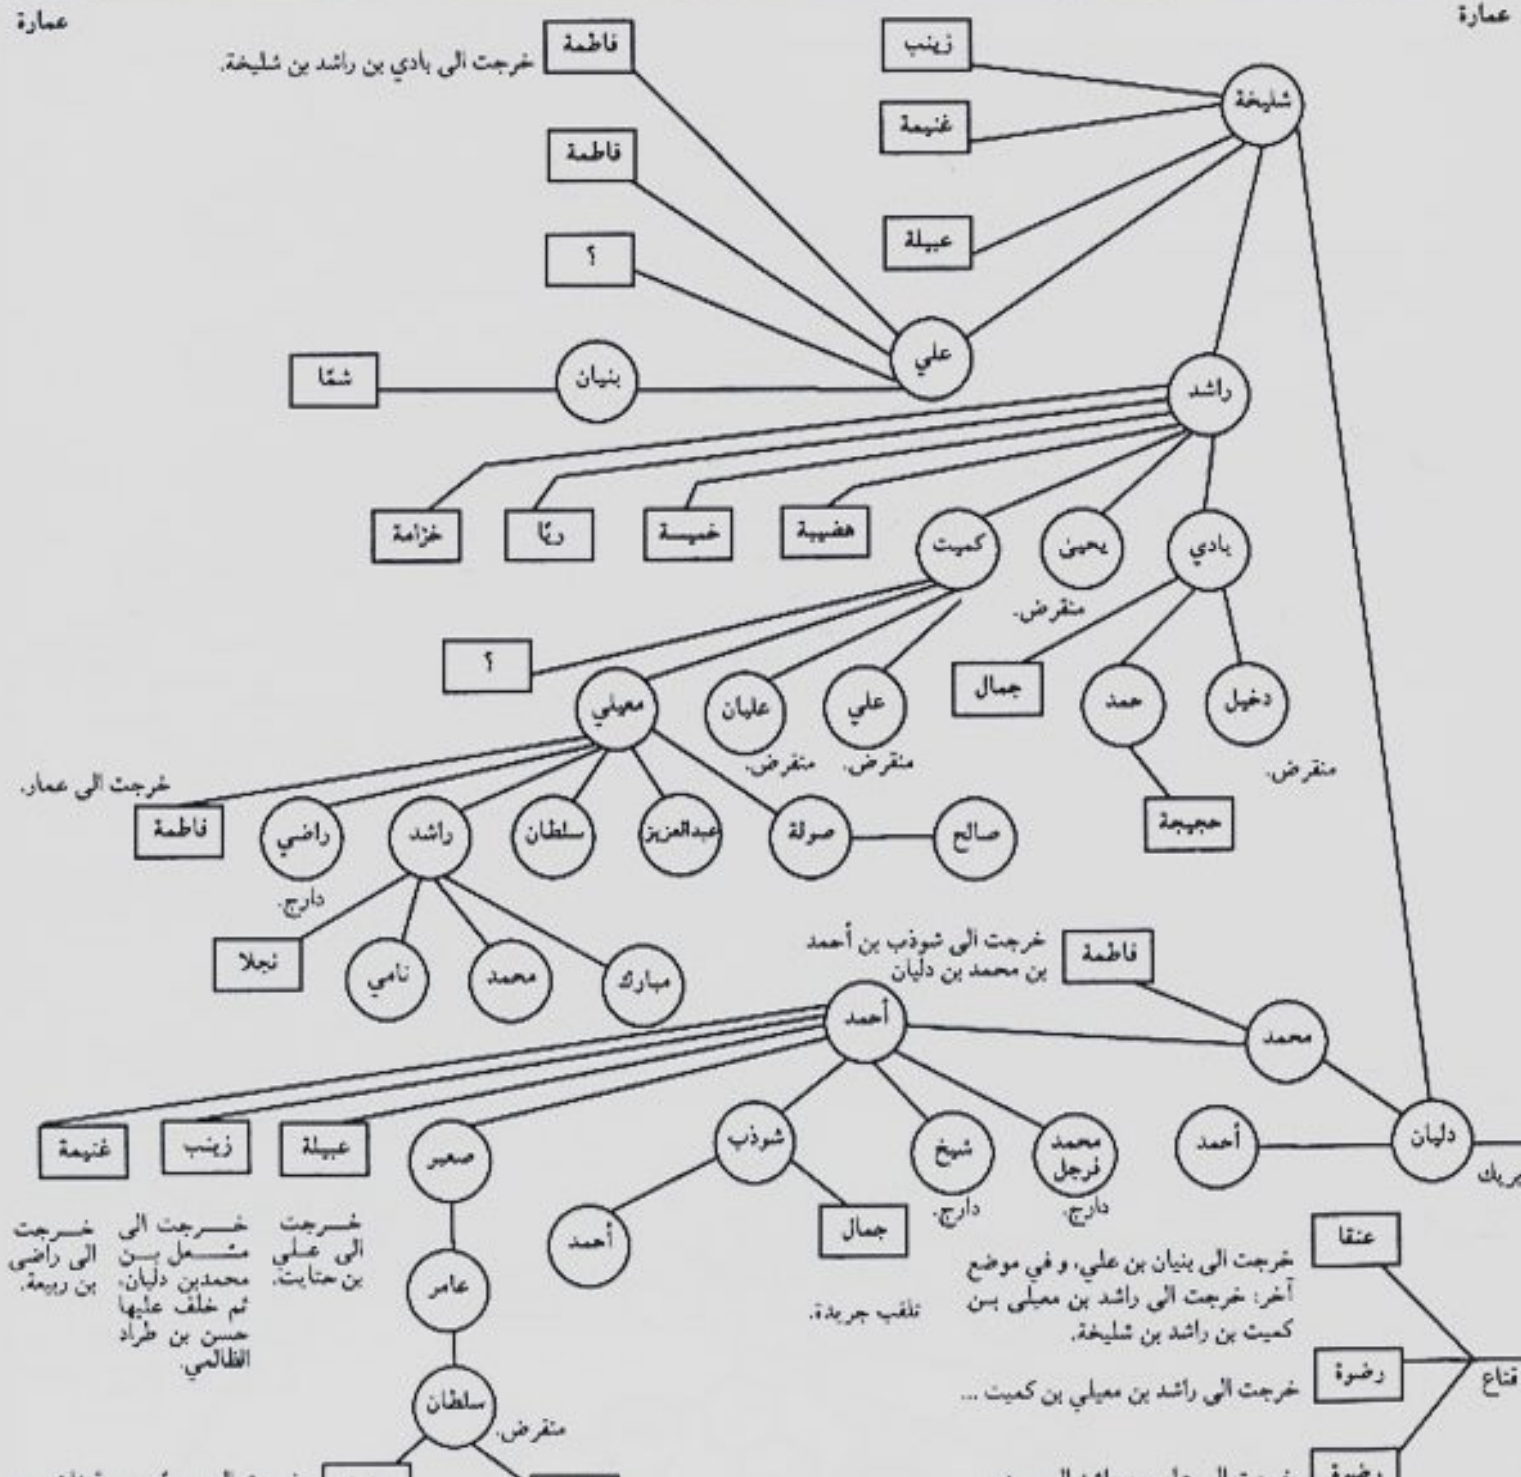 عمارة
عمارة
زينب
غنيمة
عبيلة
شليخة
فاطمة
خرجت الى بادي بن راشد بن شليخة.
فاطمة
؟
علي
بنيان
شمّا
راشد
خزامة
ريّا
خميسة
هضيبة
كميت
يحيى
منقرض.
بادي
؟
معيلي
عليان
منقرض.
علي
منقرض.
جمال
حمد
دخيل
منقرض.
حجيجة
خرجت الى عمار.
فاطمة
راضي
دارج.
راشد
سلطان
عبدالعزيز
صولة
صالح
نجلا
نامي
محمد
مبارك
فاطمة
خرجت الى شوذب بن أحمد
بن محمد بن دليان
أحمد
محمد
دليان
أحمد
بريك
محمد
فرجل
دارج.
شيخ
دارج.
شوذب
أحمد
جمال
تلقب جريدة.
صعير
عامر
سلطان
منقرض.
عبيلة
خرجت
الى علي
بن حتايت.
زينب
خرجت الى
مشعل بن
محمدبن دليان،
ثم خلف عليها
حسن بن طراد
الظالمي.
غنيمة
خرجت
الى راضي
بن ربيعة.
عنقا
خرجت الى بنيان بن علي، و في موضع
آخر: خرجت الى راشد بن معيلى بن
كميت بن راشد بن شليخة.
رضوة
خرجت الى راشد بن معيلي بن كميت ...
قناع
رضوة